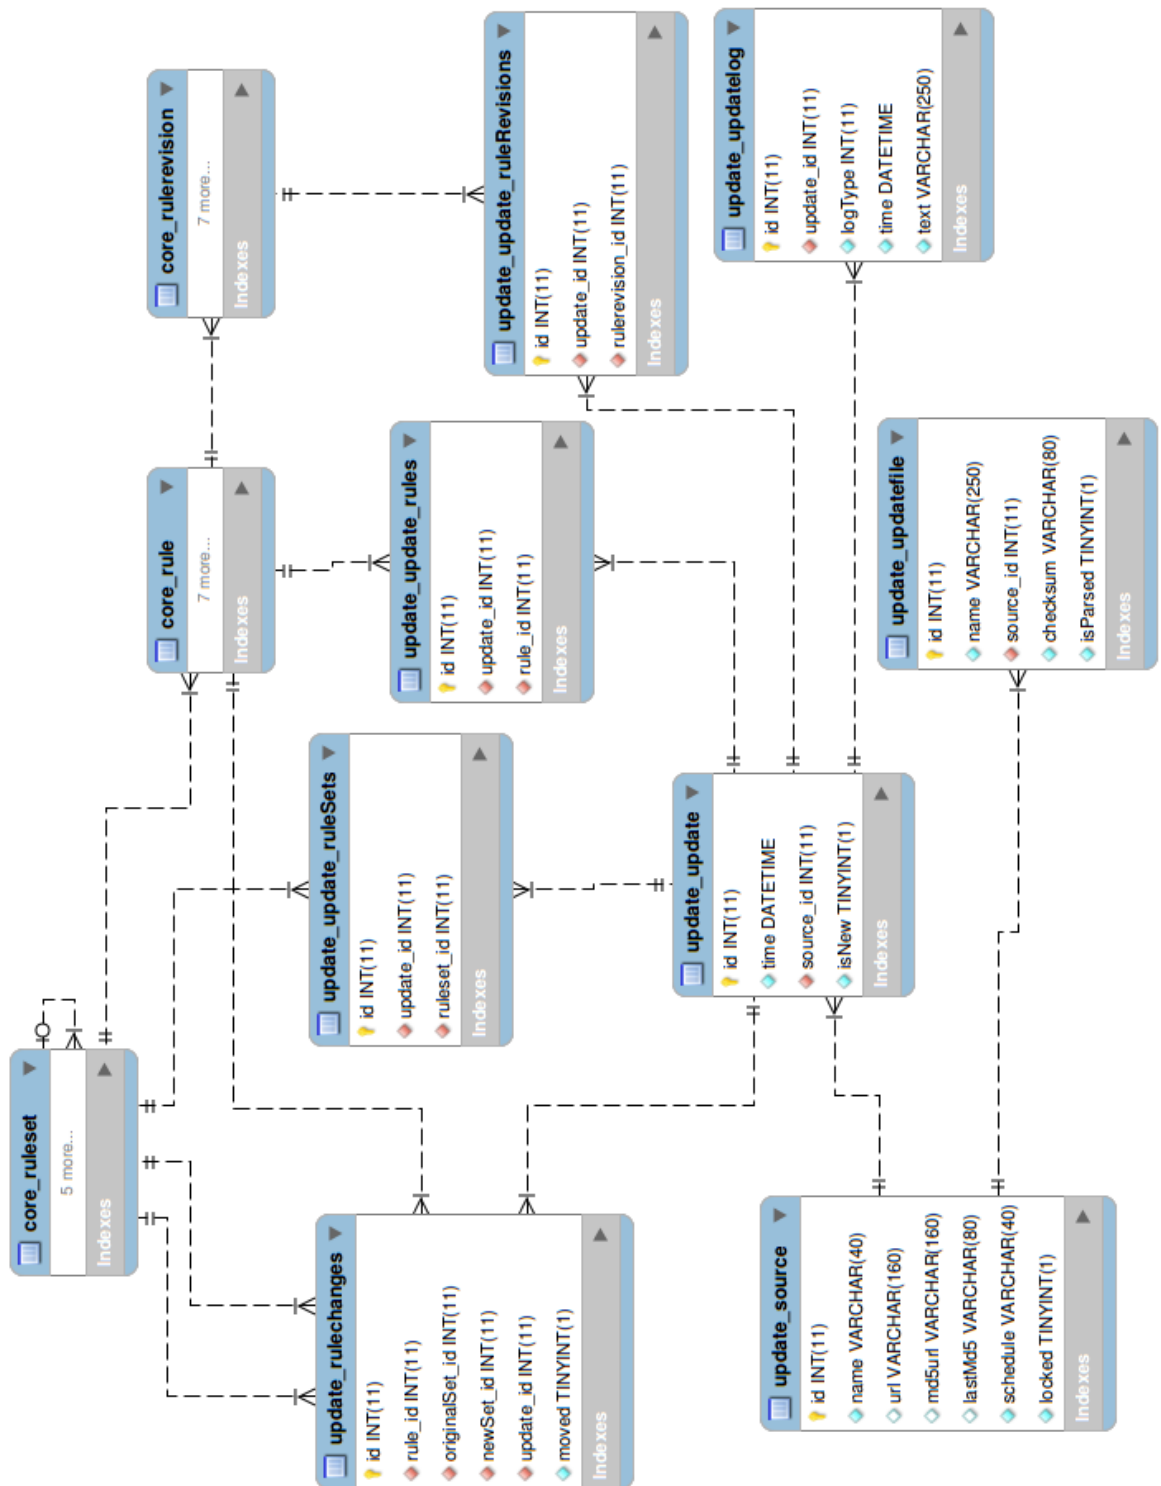 core_ruleset
5 more...
Indexes
core_rule
7 more...
Indexes
core_rulerevision
7 more...
Indexes
update_rulechanges
id INT(11)
rule_id INT(11)
originalSet_id INT(11)
newSet_id INT(11)
update_id INT(11)
moved TINYINT(1)
Indexes
update_update_ruleSets
id INT(11)
update_id INT(11)
ruleset_id INT(11)
Indexes
update_update_rules
id INT(11)
update_id INT(11)
rule_id INT(11)
Indexes
update_update_ruleRevisions
id INT(11)
update_id INT(11)
rulerevision_id INT(11)
Indexes
update_source
id INT(11)
name VARCHAR(40)
url VARCHAR(160)
md5url VARCHAR(160)
lastMd5 VARCHAR(80)
schedule VARCHAR(40)
locked TINYINT(1)
Indexes
update_update
id INT(11)
time DATETIME
source_id INT(11)
isNew TINYINT(1)
Indexes
update_updatefile
id INT(11)
name VARCHAR(250)
source_id INT(11)
checksum VARCHAR(80)
isParsed TINYINT(1)
Indexes
update_updatelog
id INT(11)
update_id INT(11)
logType INT(11)
time DATETIME
text VARCHAR(250)
Indexes